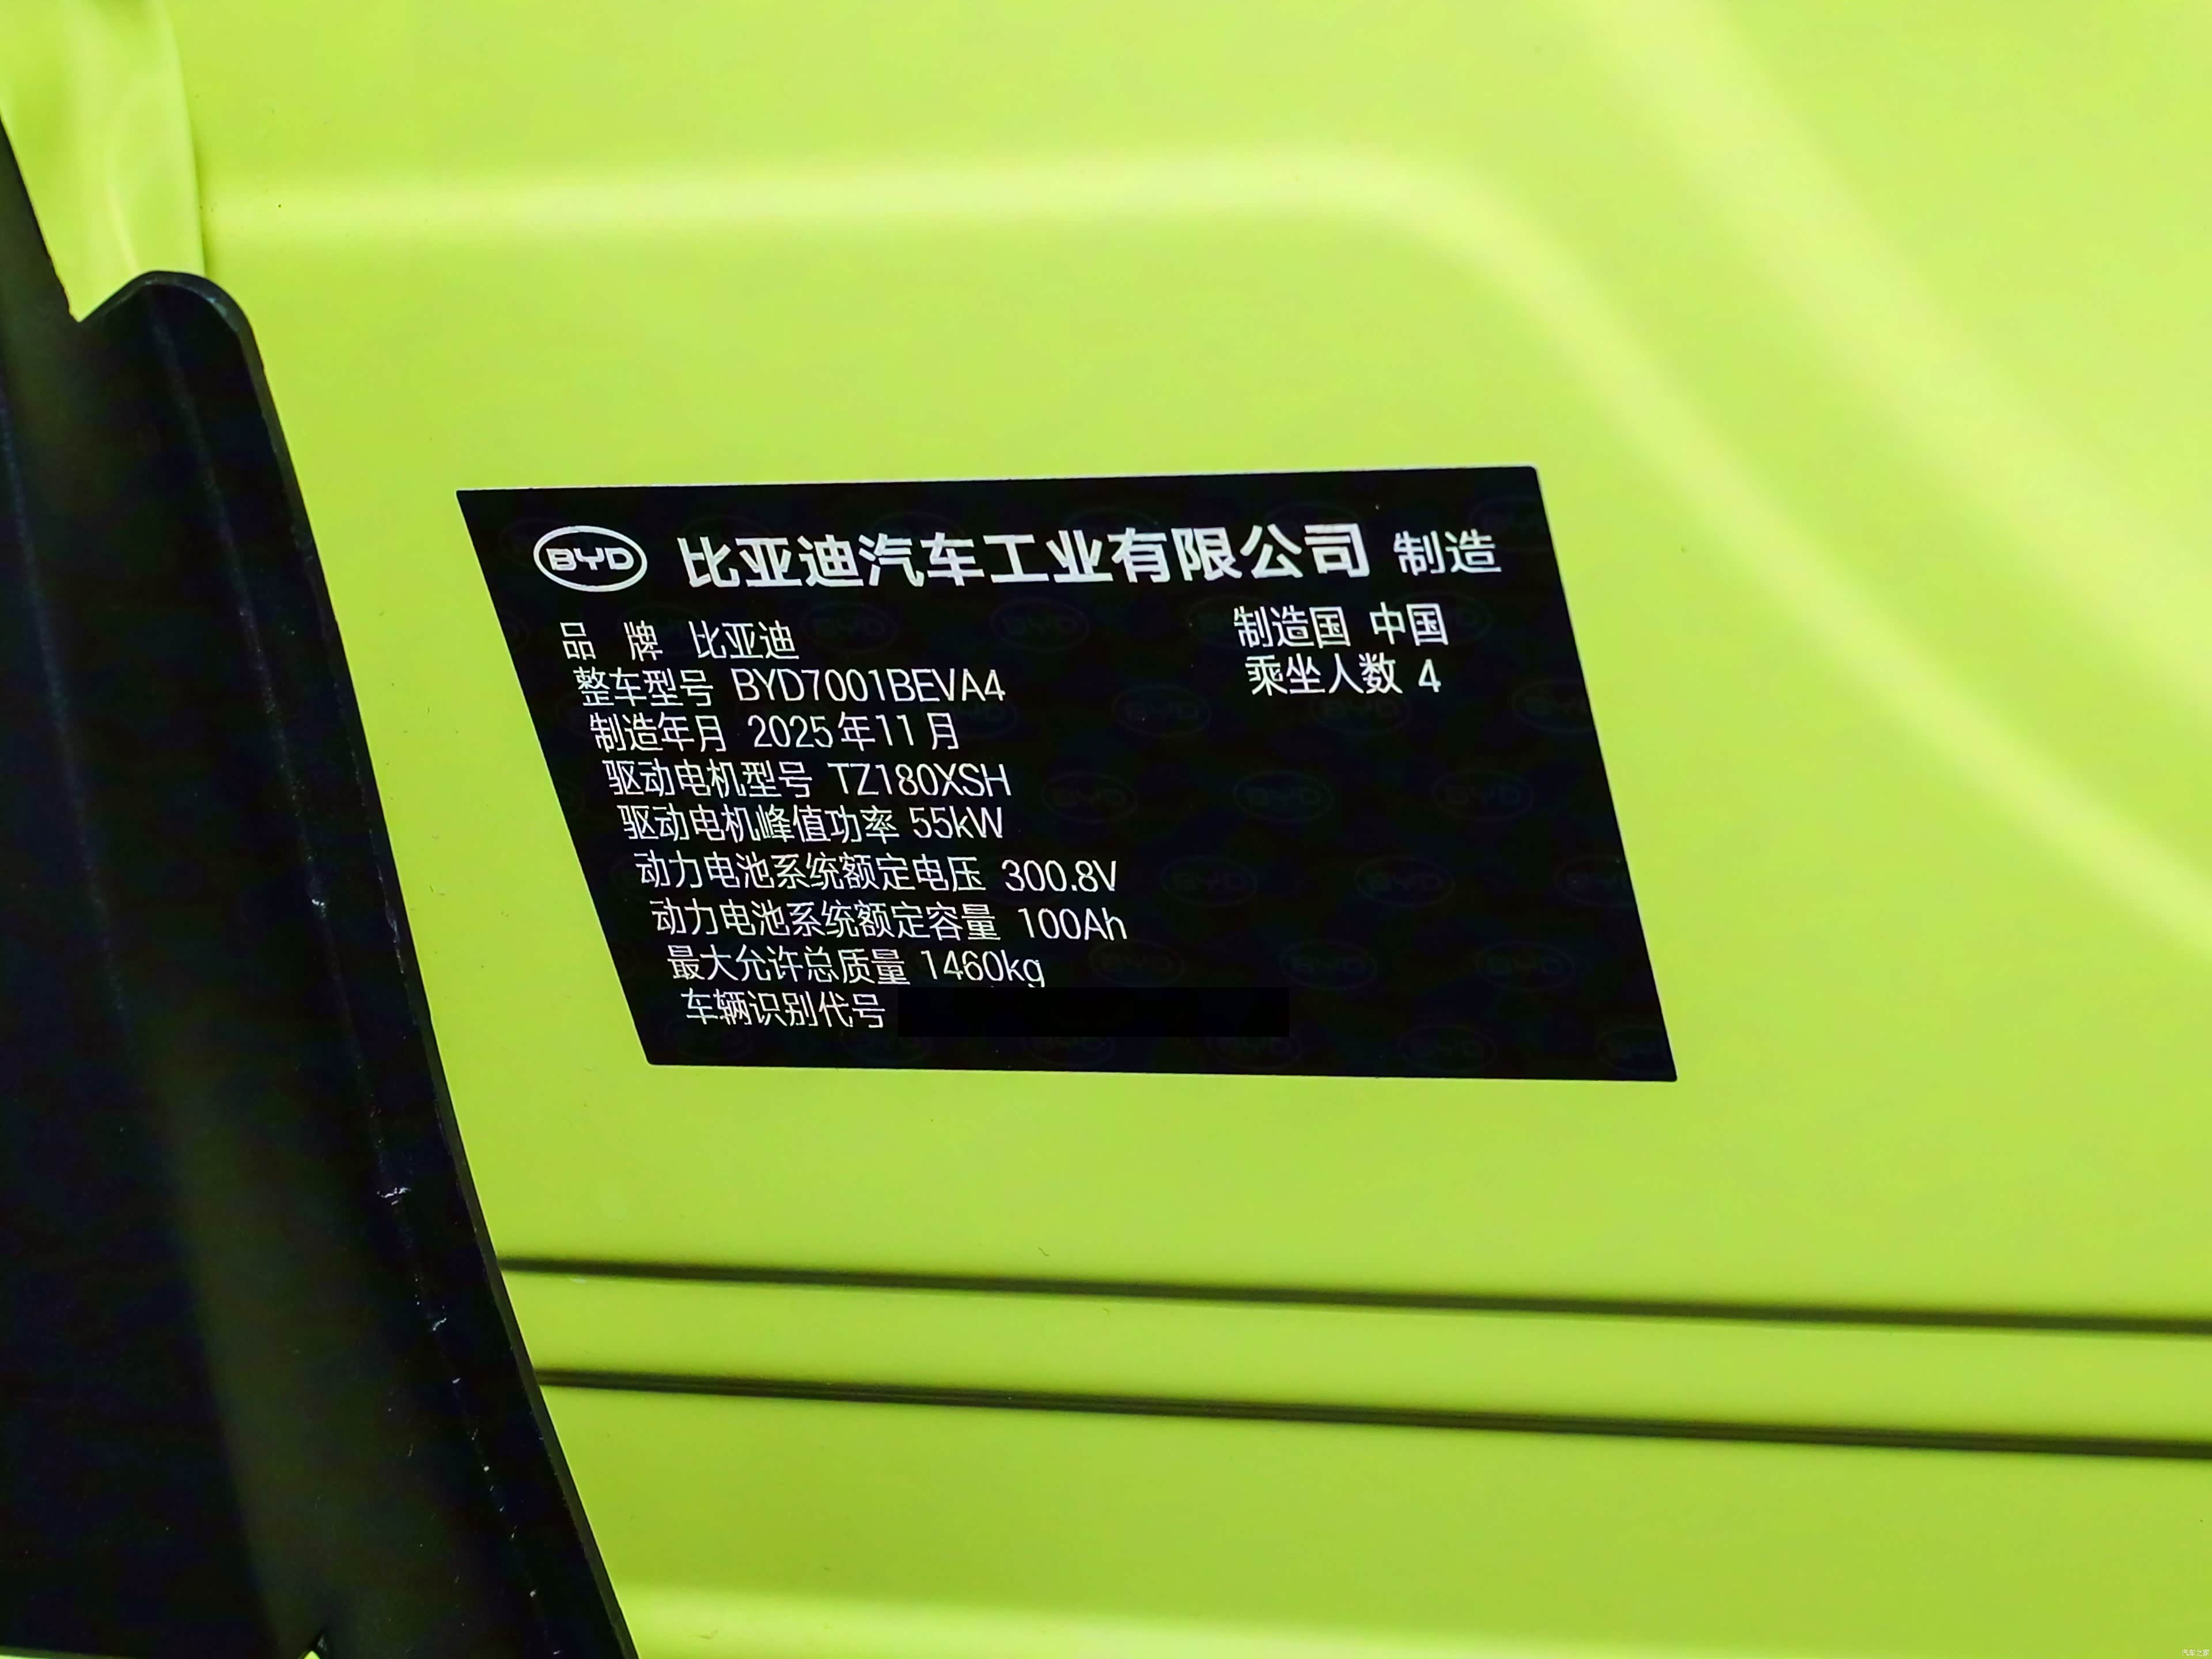 BYD 比亚迪汽车工业有限公司 制造
品 牌 比亚迪
制造国 中国
整车型号 BYD7001BEVA4
乘坐人数 4
制造年月 2025年11月
驱动电机型号 TZ180XSH
驱动电机峰值功率 55kW
动力电池系统额定电压 300.8V
动力电池系统额定容量 100Ah
最大允许总质量 1460kg
车辆识别代号
汽车之家